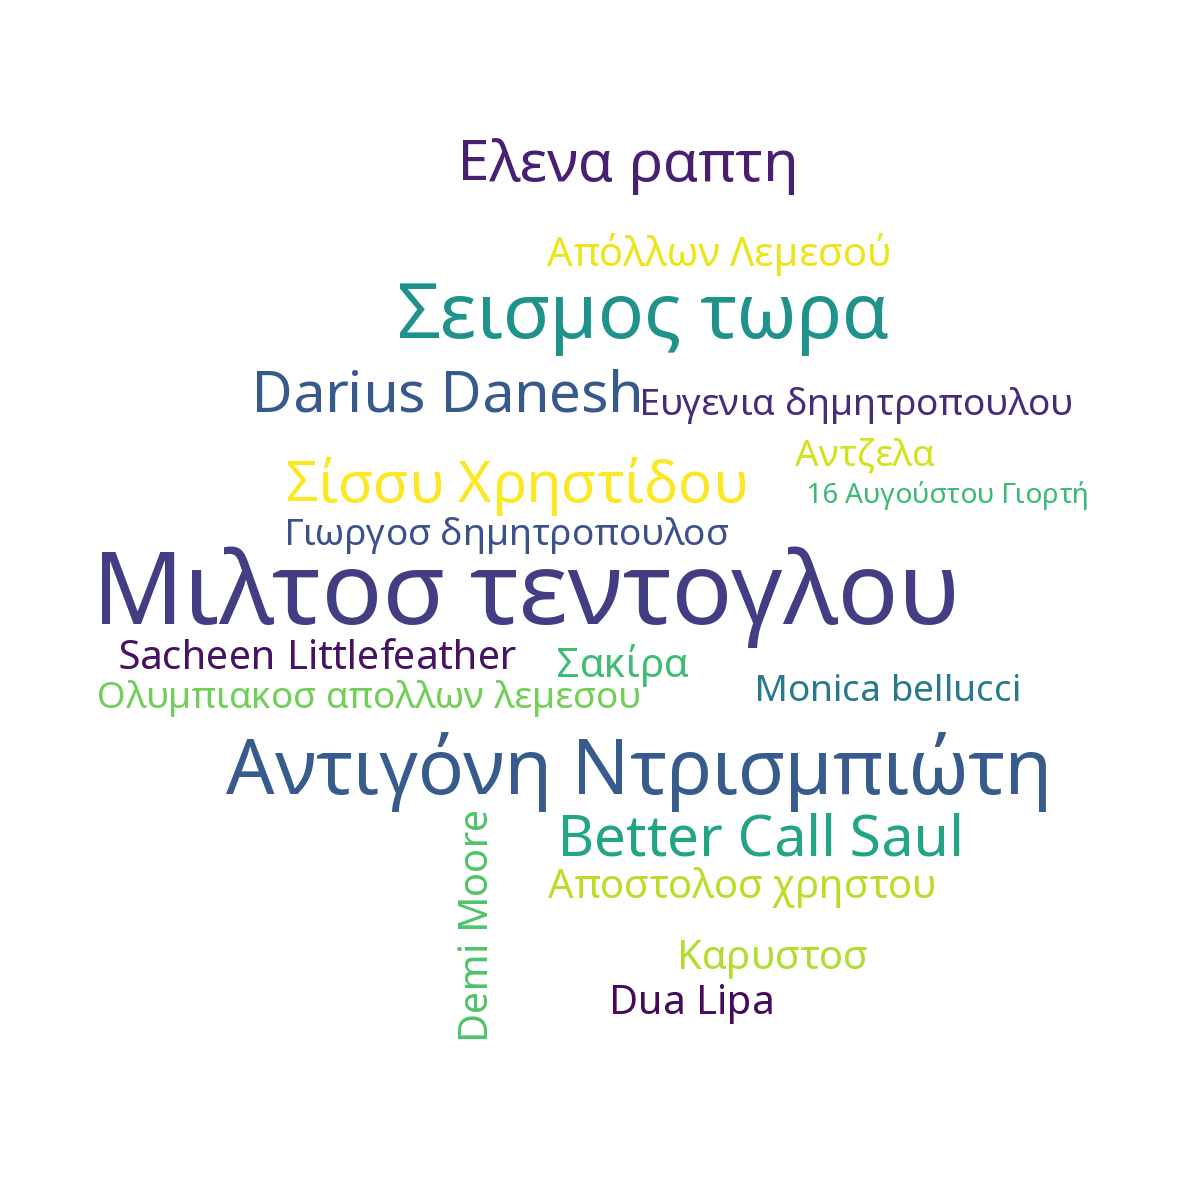 Ελενα ραπτη
Απόλλων Λεμεσού
Σεισμος τωρα
Darius Danesh
Ευγενια δημητροπουλου
Αντζελα
Σίσσυ Χρηστίδου
16 Αυγούστου Γιορτή
Γιωργοσ δημητροπουλοσ
Μιλτοσ τεντογλου
Sacheen Littlefeather
Σακίρα
Monica bellucci
Ολυμπιακοσ απολλων λεμεσου
Αντιγόνη Ντρισμπιώτη
Better Call Saul
Demi Moore
Αποστολοσ χρηστου
Καρυστοσ
Dua Lipa